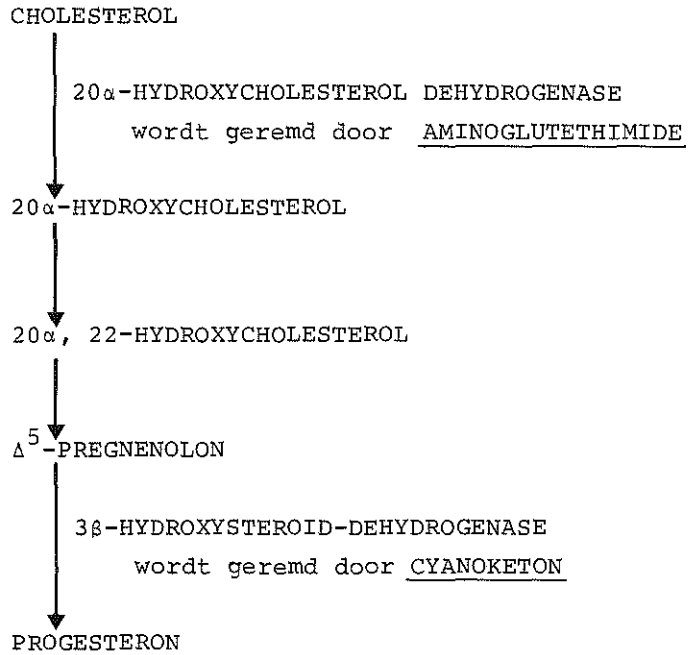 CHOLESTEROL
20α-HYDROXYCHOLESTEROL DEHYDROGENASE
wordt geremd door AMINOGLUTETHIMIDE
20α-HYDROXYCHOLESTEROL
20α, 22-HYDROXYCHOLESTEROL
Δ⁵-PREGNENOLON
3β-HYDROXYSTEROID-DEHYDROGENASE
wordt geremd door CYANOKETON
PROGESTERON